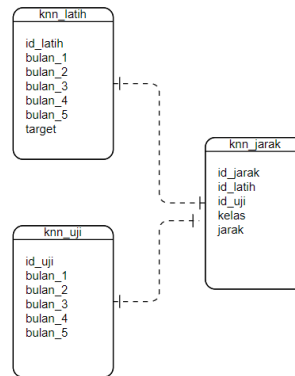 knn_latih
id_latih
bulan_1
bulan_2
bulan_3
bulan_4
bulan_5
target
knn_jarak
id_jarak
id_latih
id_uji
kelas
jarak
knn_uji
id_uji
bulan_1
bulan_2
bulan_3
bulan_4
bulan_5